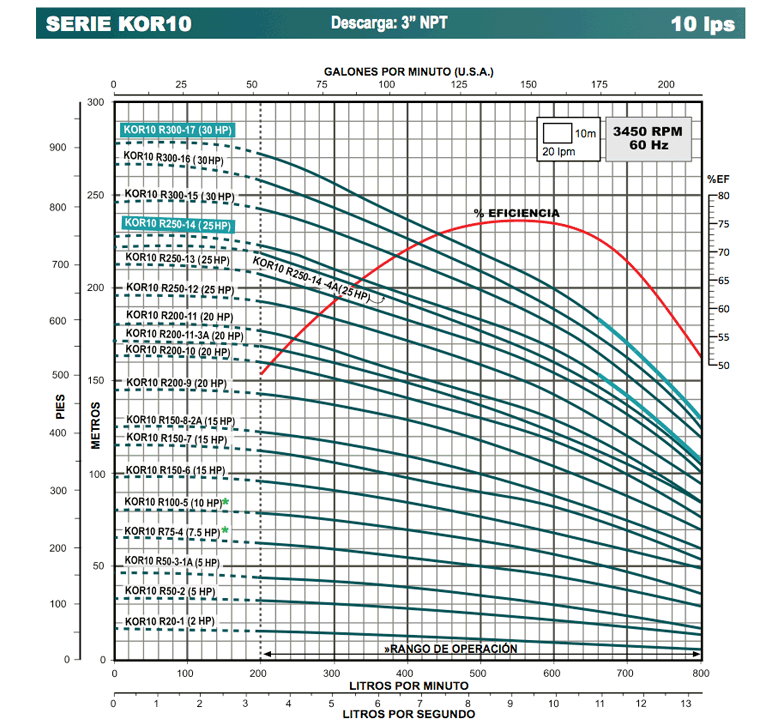 SERIE KOR10
Descarga: 3” NPT
10 lps
GALONES POR MINUTO (U.S.A.)
0 25 50 75 100 125 150 175 200
300
250
200
150
100
50
0
METROS
900
800
700
600
500
400
300
200
100
0
PIES
KOR10 R300-17 (30 HP)
KOR10 R300-16 (30HP)
KOR10 R300-15 (30 HP)
KOR10 R250-14 (25HP)
KOR10 R250-14 -4A(25 HP)
KOR10 R250-13 (25HP)
KOR10 R250-12 (25 HP)
KOR10 R200-11 (20 HP)
KOR10 R200-11-3A (20 HP)
KOR10 R200-10 (20 HP)
KOR10 R200-9 (20 HP)
KOR10 R150-8-2A (15 HP)
KOR10 R150-7 (15 HP)
KOR10 R150-6 (15 HP)
KOR10 R100-5 (10 HP)*
KOR10 R75-4 (7.5 HP)*
KOR10 R50-3-1A (5 HP)
KOR10 R50-2 (5 HP)
KOR10 R20-1 (2 HP)
10m
20 lpm
3450 RPM
60 Hz
% EFICIENCIA
%EF
80
75
70
65
60
55
50
»RANGO DE OPERACIÓN
0 100 200 300 400 500 600 700 800
LITROS POR MINUTO
0 1 2 3 4 5 6 7 8 9 10 11 12 13
LITROS POR SEGUNDO